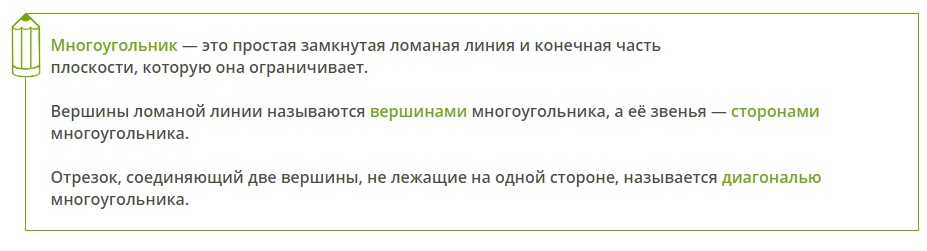 Многоугольник — это простая замкнутая ломаная линия и конечная часть
плоскости, которую она ограничивает.
Вершины ломаной линии называются вершинами многоугольника, а её звенья — сторонами
многоугольника.
Отрезок, соединяющий две вершины, не лежащие на одной стороне, называется диагональю
многоугольника.